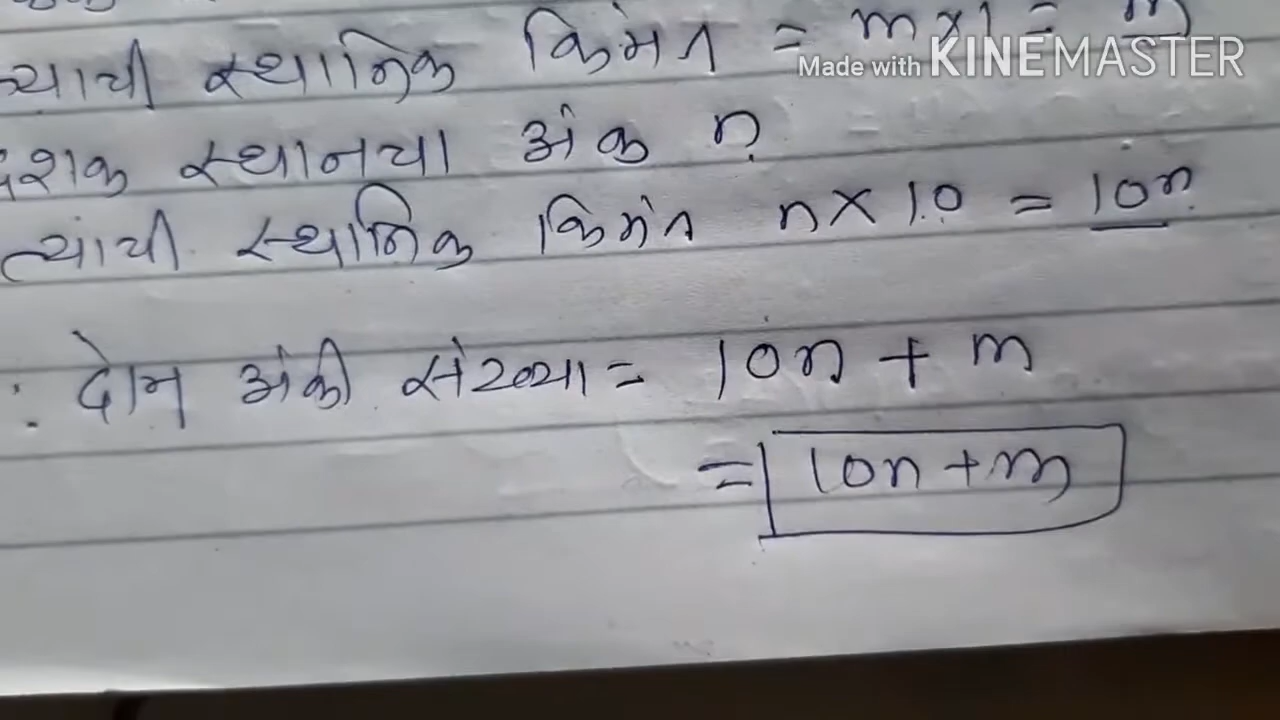 त्याची स्थानिक किंमत = m x 1 = m
Made with KINEMASTER
दशक स्थानचा अंक n
त्यांची स्थानिक किंमत n x 10 = 10n
∴ दोन अंकी संख्या = 10n + m
= 10n + m